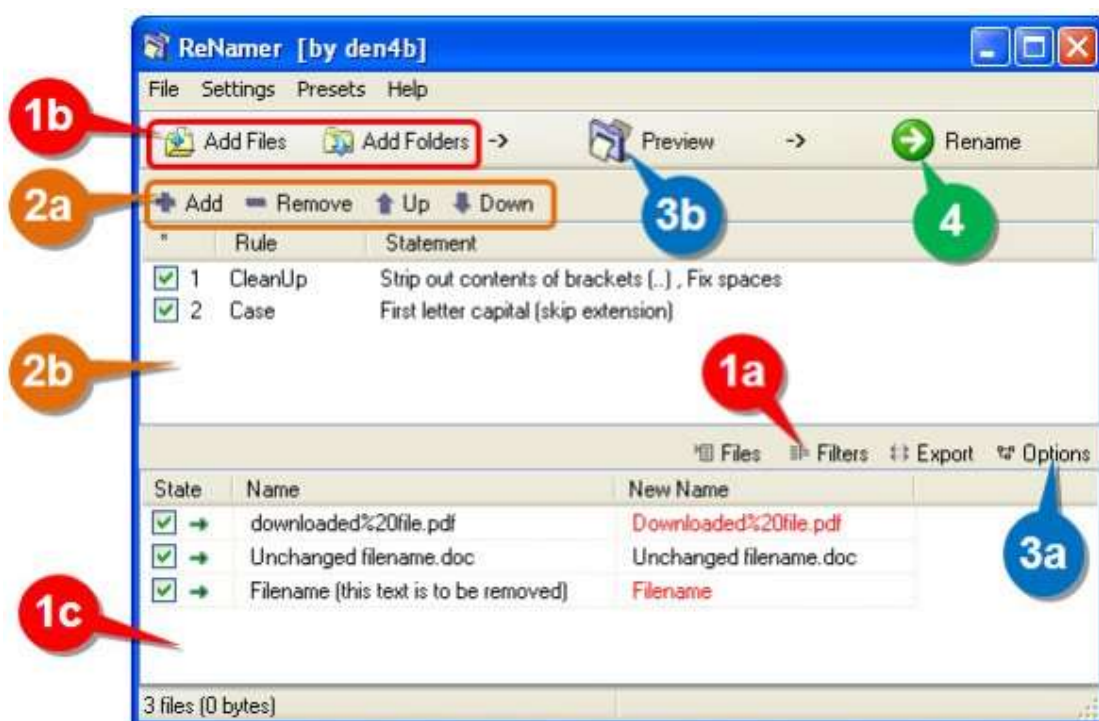 ReNamer [by den4b]
File Settings Presets Help
1b
Add Files Add Folders -> Preview -> Rename
2a
Add Remove Up Down
3b
4
* Rule Statement
1 CleanUp Strip out contents of brackets (..) , Fix spaces
2 Case First letter capital (skip extension)
2b
1a
Files Filters Export Options
State Name New Name
downloaded%20file.pdf Downloaded%20file.pdf
Unchanged filename.doc Unchanged filename.doc
3a
Filename (this text is to be removed) Filename
1c
3 files (0 bytes)